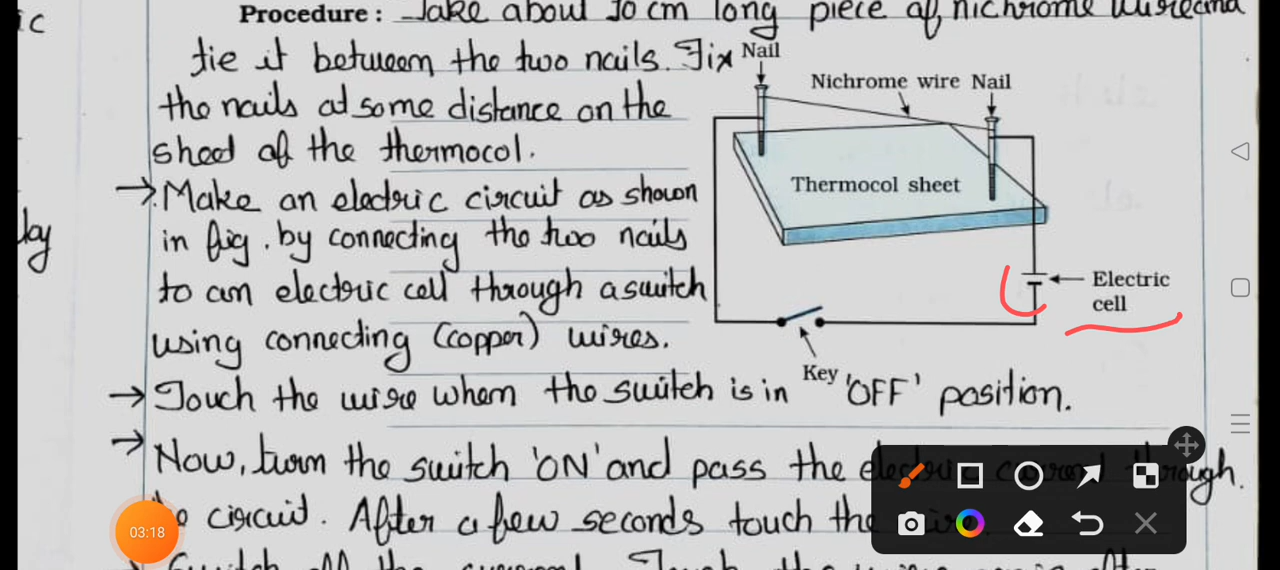 ic
Procedure : Take about 10 cm long piece of nichrome wire and
tie it between the two nails. Fix
the nails at some distance on the
sheet of the thermocol.
→ Make an electric circuit as shown
in fig. by connecting the two nails
to an electric cell through a switch
using connecting (copper) wires.
Nail
Nichrome wire Nail
Thermocol sheet
Electric
cell
Key
→ Touch the wire when the switch is in 'OFF' position.
→ Now, turn the switch 'ON' and pass the electric current through.
circuit. After a few seconds touch the wire.
03:18